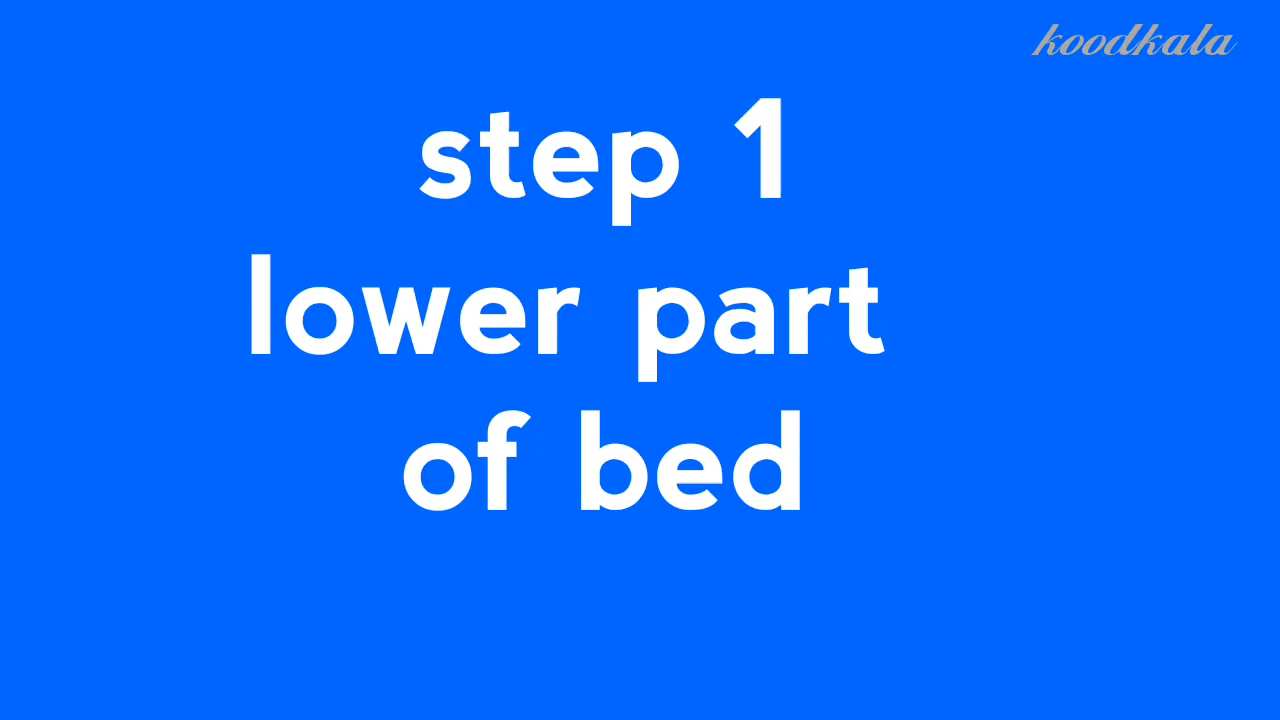 koodkala
step 1
lower part
of bed